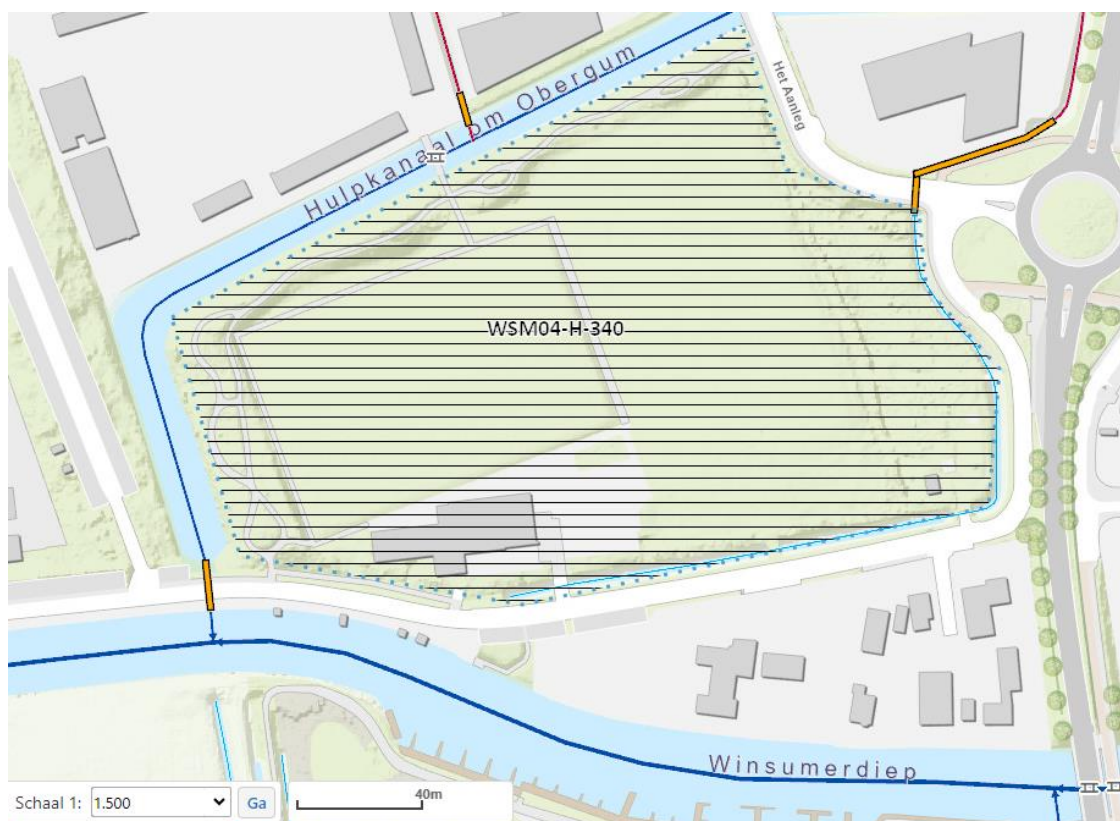 Hulpkanaal om Obergum
Het Aanleg
WSM04-H-340
Winsumerdiep
Schaal 1: 1.500 Ga
40m